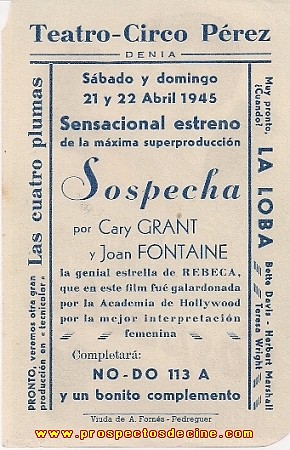 Teatro-Circo Pérez
DENIA
Sábado y domingo
21 y 22 Abril 1945
Sensacional estreno
de la máxima superproducción
Sospecha
por Cary GRANT
y Joan FONTAINE
la genial estrella de REBECA,
que en este film fué galardonada
por la Academia de Hollywood
por la mejor interpretación
femenina
Completará:
NO-DO 113 A
y un bonito complemento
PRONTO, veremos otra gran
producción en «tecnicolor»
Las cuatro plumas
Muy pronto,
¿Cuando?
LA LOBA
Bette Davis - Herbert Marshall
Teresa Wright
Viuda de A. Fornés - Pedreguer
www.prospectosdecine.com